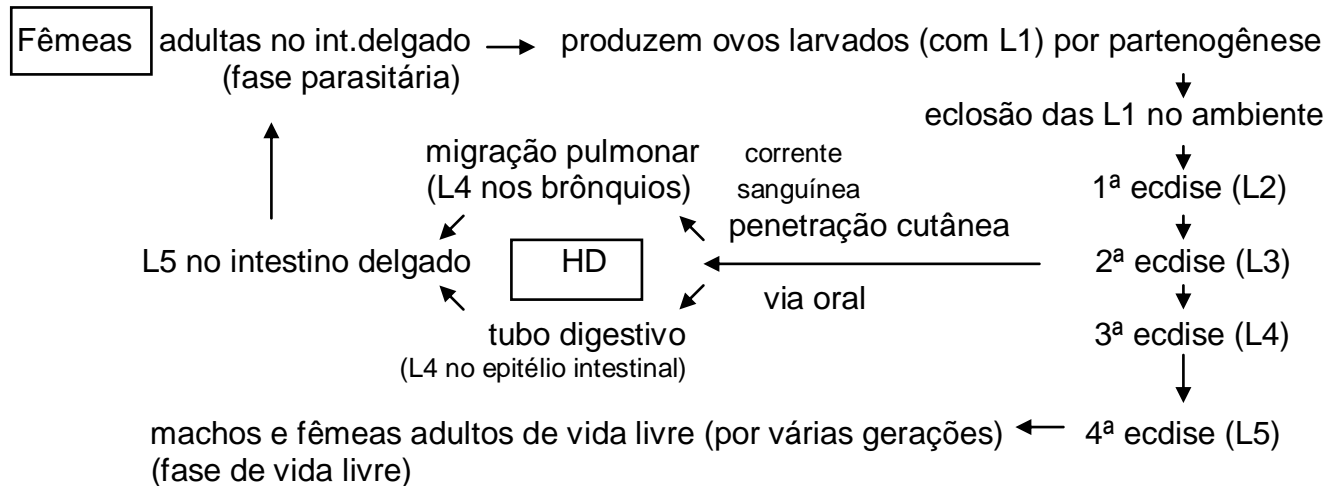 Fêmeas adultas no int.delgado produzem ovos larvados (com L1) por partenogênese
(fase parasitária)
eclosão das L1 no ambiente
migração pulmonar corrente
(L4 nos brônquios) sanguínea 1ª ecdise (L2)
penetração cutânea
L5 no intestino delgado HD 2ª ecdise (L3)
via oral
tubo digestivo 3ª ecdise (L4)
(L4 no epitélio intestinal)
machos e fêmeas adultos de vida livre (por várias gerações) 4ª ecdise (L5)
(fase de vida livre)